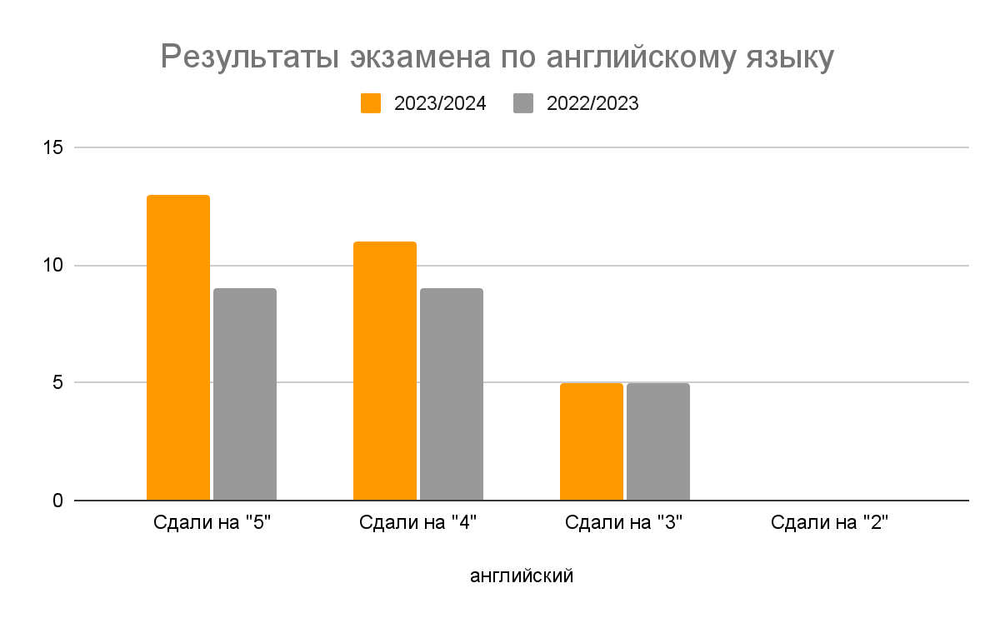 Результаты экзамена по английскому языку
2023/2024 2022/2023
15
10
5
0
Сдали на "5" Сдали на "4" Сдали на "3" Сдали на "2"
английский